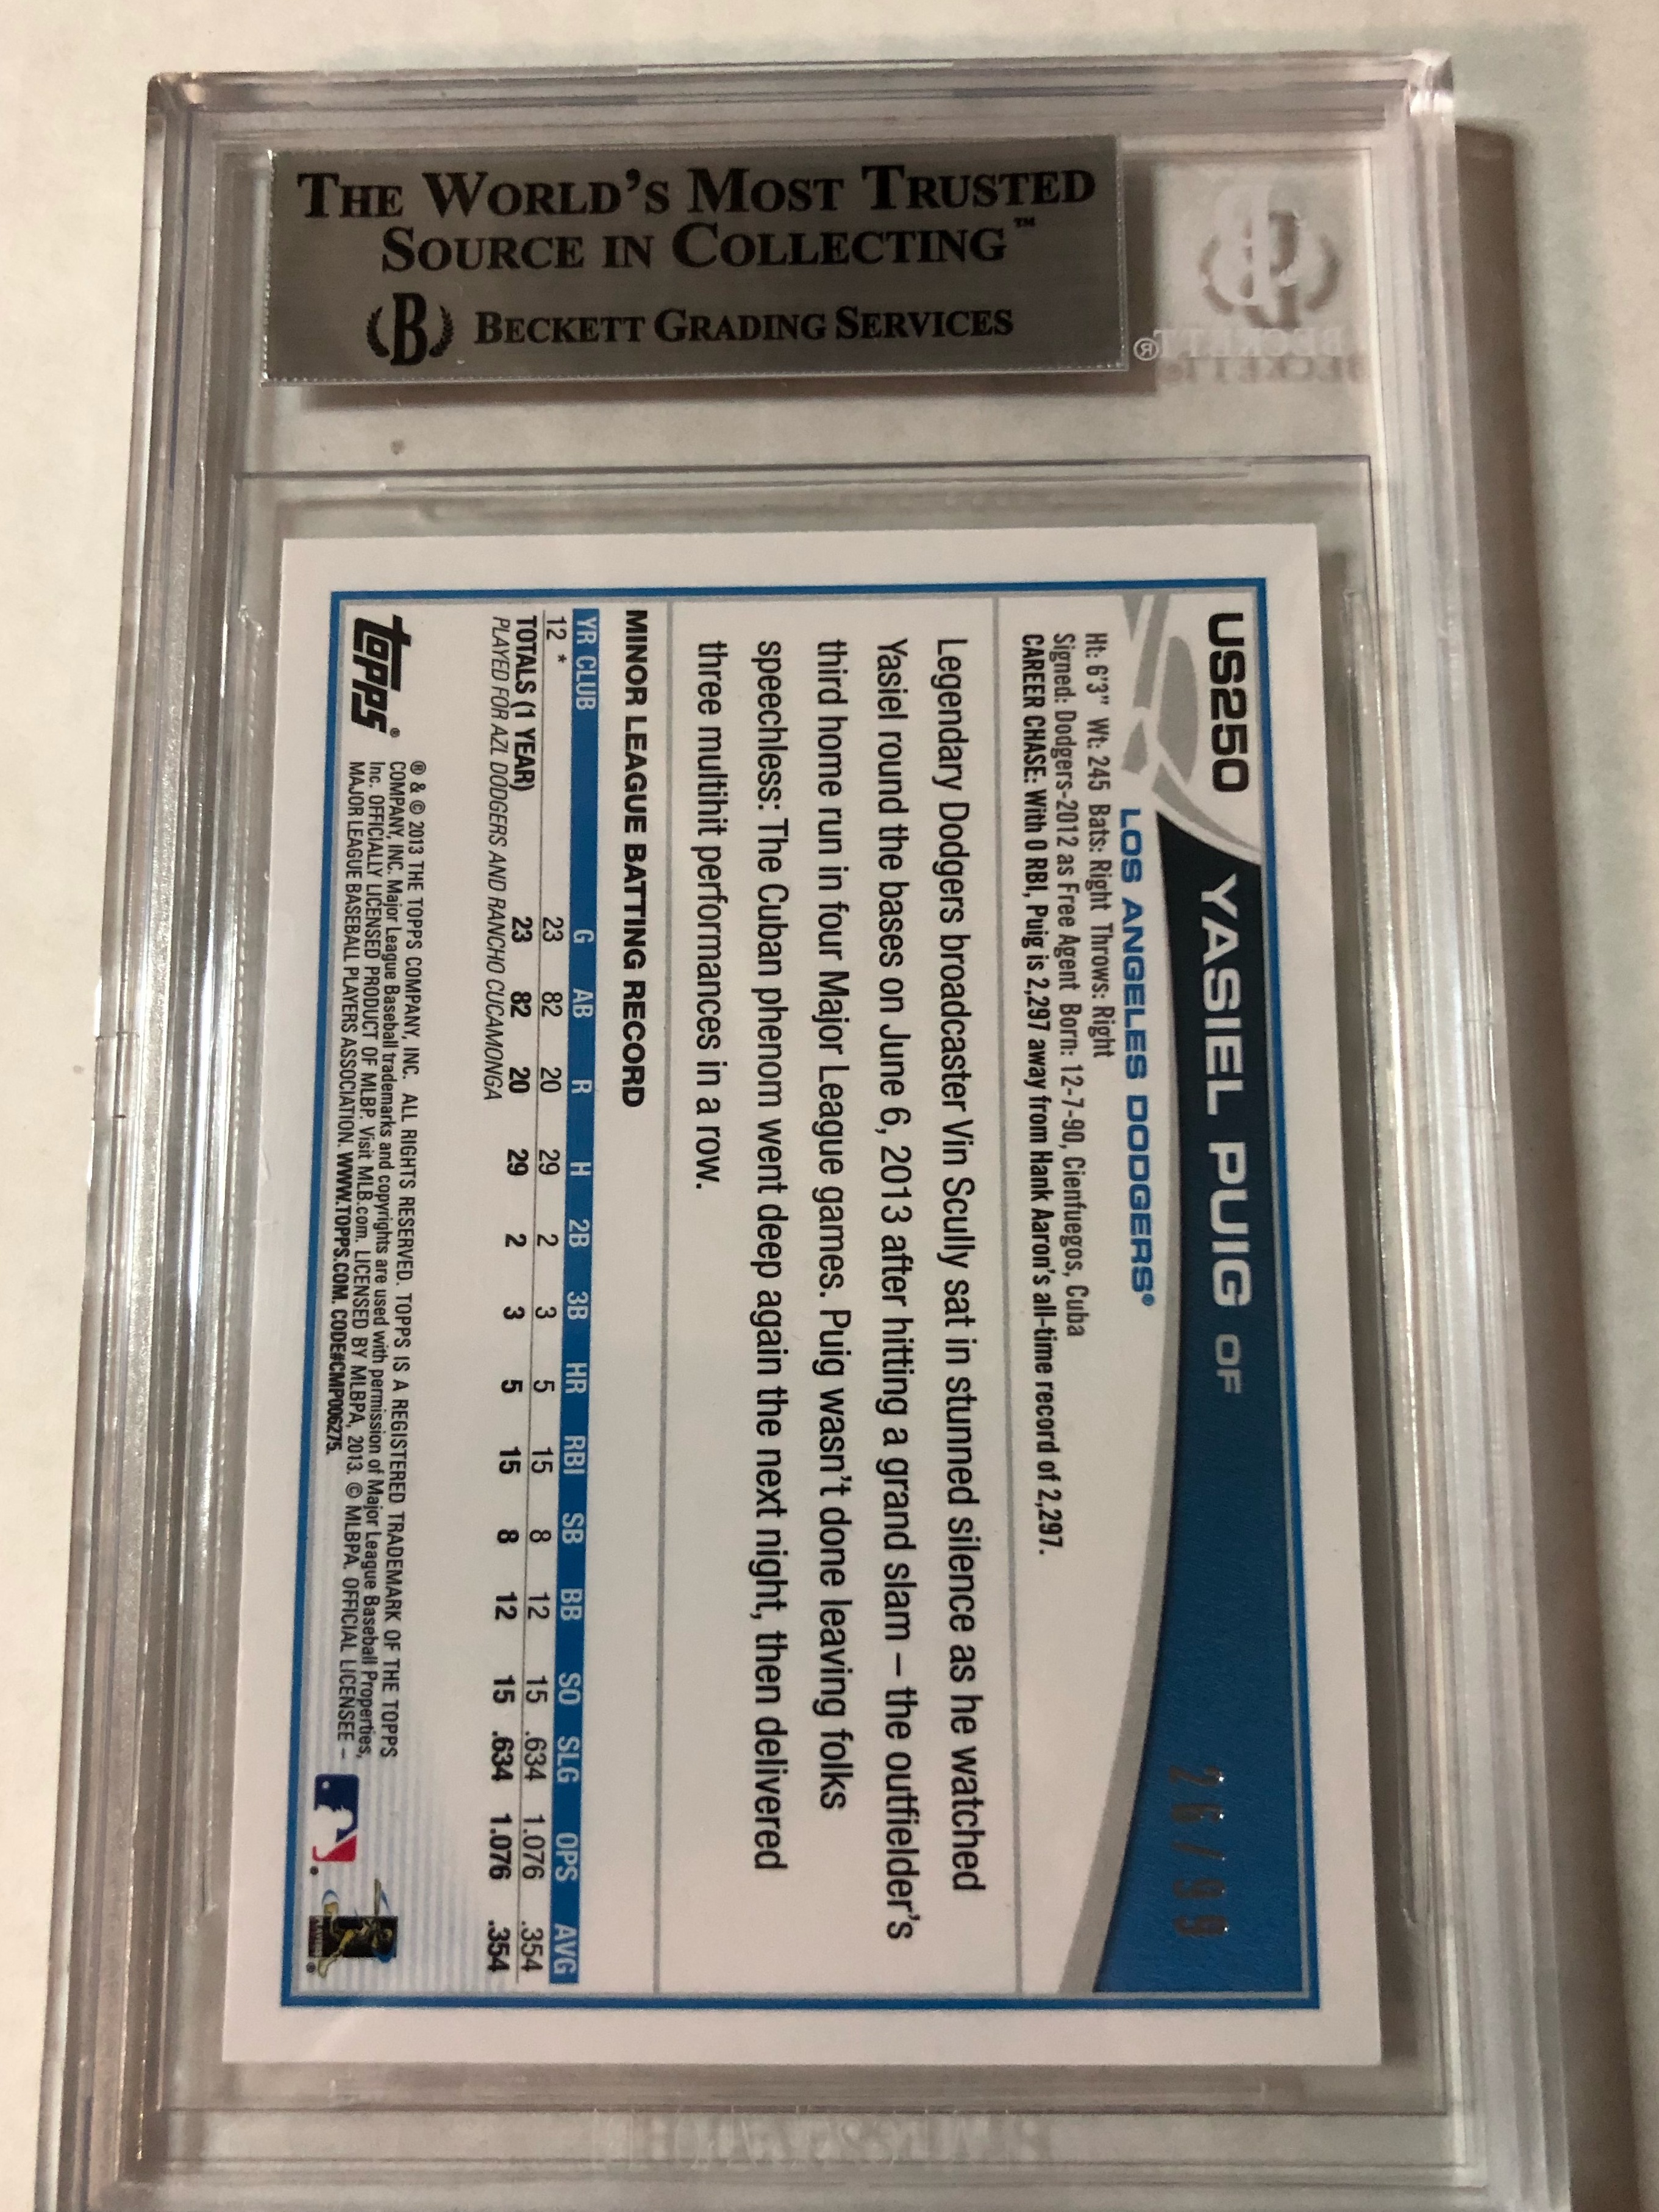 THE WORLD'S MOST TRUSTED
SOURCE IN COLLECTING™
B BECKETT GRADING SERVICES
BECKETT®
US250
YASIEL PUIG OF
LOS ANGELES DODGERS®
Ht: 6'3" Wt: 245 Bats: Right Throws: Right
Signed: Dodgers-2012 as Free Agent Born: 12-7-90, Cienfuegos, Cuba
CAREER CHASE: With 0 RBI, Puig is 2,297 away from Hank Aaron's all-time record of 2,297.
26/99
Legendary Dodgers broadcaster Vin Scully sat in stunned silence as he watched
Yasiel round the bases on June 6, 2013 after hitting a grand slam – the outfielder's
third home run in four Major League games. Puig wasn't done leaving folks
speechless: The Cuban phenom went deep again the next night, then delivered
three multihit performances in a row.
MINOR LEAGUE BATTING RECORD
YR CLUB G AB R H 2B 3B HR RBI SB BB SO SLG OPS AVG
12 * 23 82 20 29 2 3 5 15 8 12 15 .634 1.076 .354
TOTALS (1 YEAR) 23 82 20 29 2 3 5 15 8 12 15 .634 1.076 .354
PLAYED FOR AZL DODGERS AND RANCHO CUCAMONGA
topps®
® & © 2013 THE TOPPS COMPANY, INC. ALL RIGHTS RESERVED. TOPPS IS A REGISTERED TRADEMARK OF THE TOPPS
COMPANY, INC. Major League Baseball trademarks and copyrights are used with permission of Major League Baseball Properties,
Inc. OFFICIALLY LICENSED PRODUCT OF MLBP. Visit MLB.com. LICENSED BY MLBPA, 2013. © MLBPA. OFFICIAL LICENSEE –
MAJOR LEAGUE BASEBALL PLAYERS ASSOCIATION. WWW.TOPPS.COM. CODE#CMP006275.